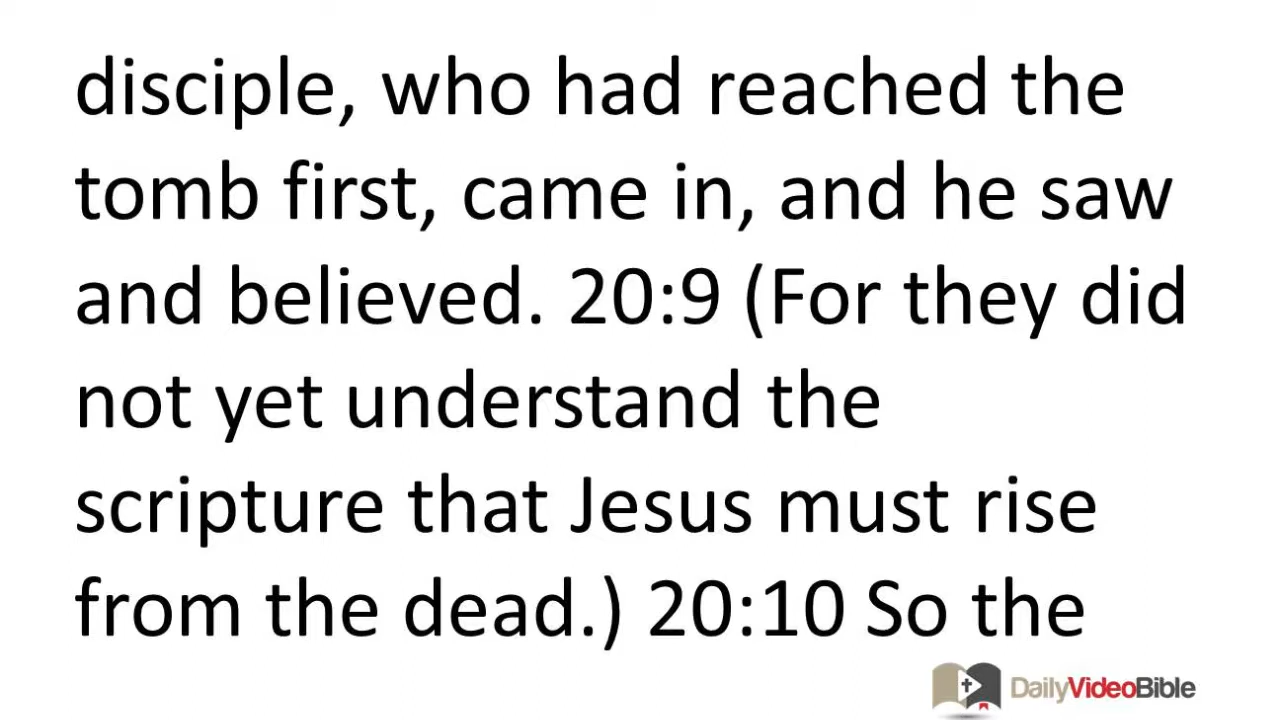 disciple, who had reached the
tomb first, came in, and he saw
and believed. 20:9 (For they did
not yet understand the
scripture that Jesus must rise
from the dead.) 20:10 So the
DailyVideoBible